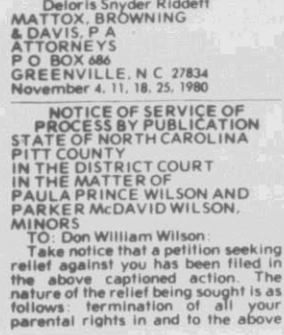 Deloris Snyder Riddett
MATTOX, BROWNING
& DAVIS, P A
ATTORNEYS
P O BOX 686
GREENVILLE, N C 27834
November 4, 11, 18, 25, 1980
NOTICE OF SERVICE OF
PROCESS BY PUBLICATION
STATE OF NORTH CAROLINA
PITT COUNTY
IN THE DISTRICT COURT
IN THE MATTER OF
PAULA PRINCE WILSON AND
PARKER McDAVID WILSON,
MINORS
TO: Don William Wilson:
Take notice that a petition seeking
relief against you has been filed in
the above captioned action. The
nature of the relief being sought is as
follows: termination of all your
parental rights in and to the above